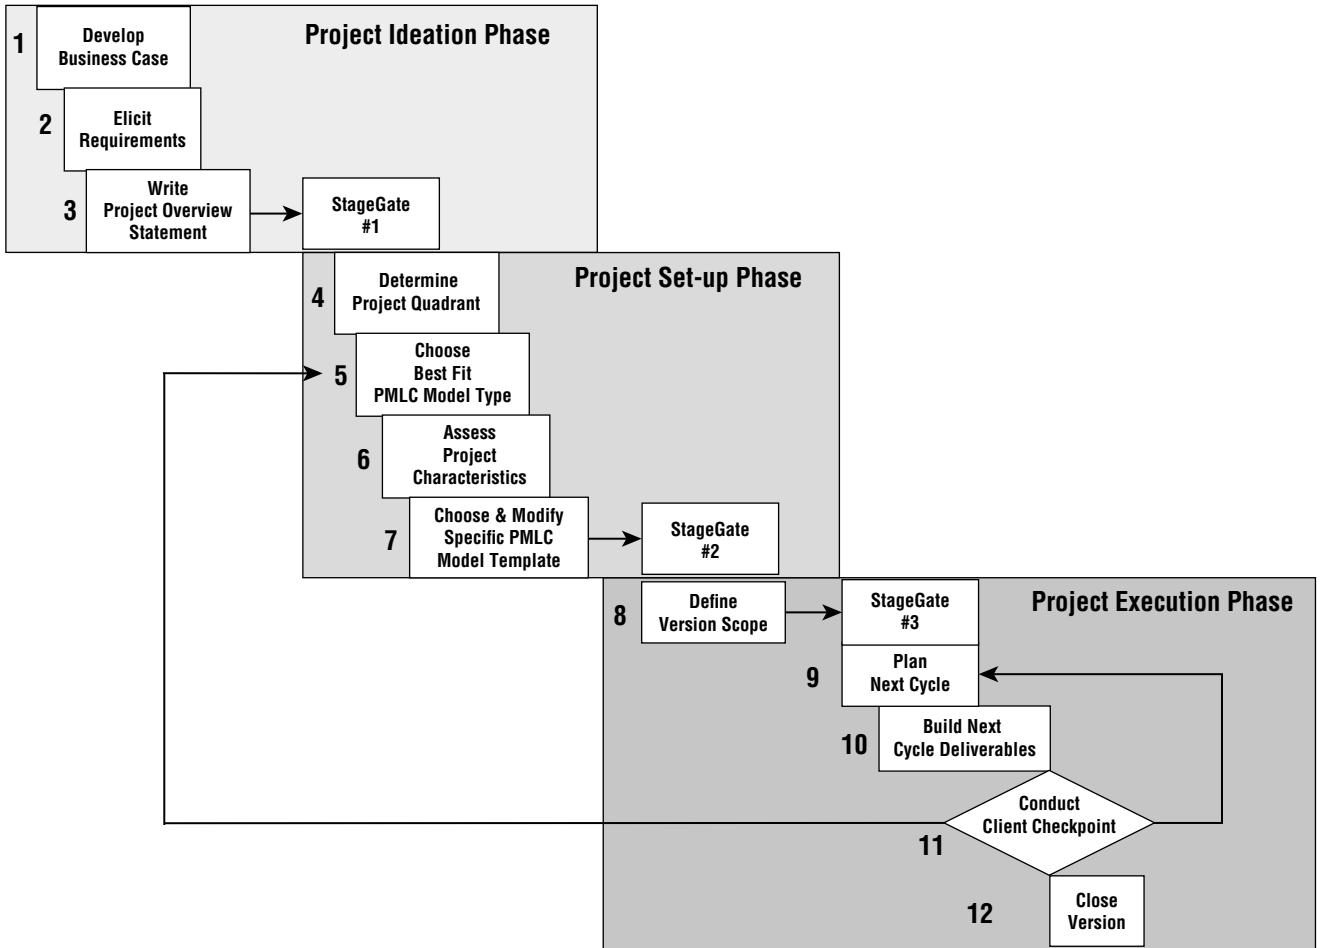 Project Ideation Phase
1
Develop
Business Case
2
Elicit
Requirements
3
Write
Project Overview
Statement
StageGate
#1
Project Set-up Phase
4
Determine
Project Quadrant
5
Choose
Best Fit
PMLC Model Type
6
Assess
Project
Characteristics
7
Choose & Modify
Specific PMLC
Model Template
StageGate
#2
Project Execution Phase
8
Define
Version Scope
StageGate
#3
9
Plan
Next Cycle
10
Build Next
Cycle Deliverables
11
Conduct
Client Checkpoint
12
Close
Version